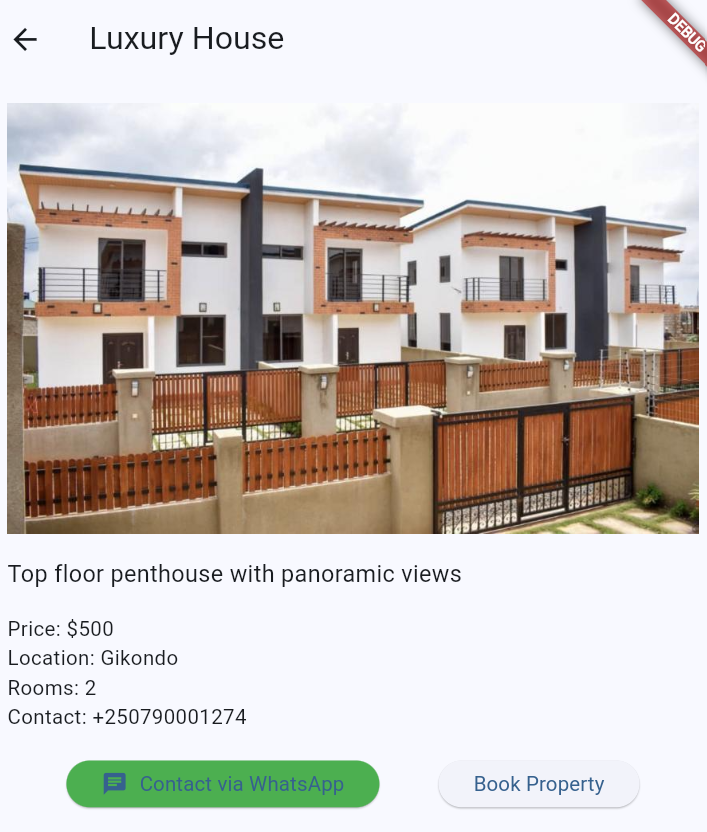 Luxury House
DEBUG
Top floor penthouse with panoramic views
Price: $500
Location: Gikondo
Rooms: 2
Contact: +250790001274
Contact via WhatsApp
Book Property